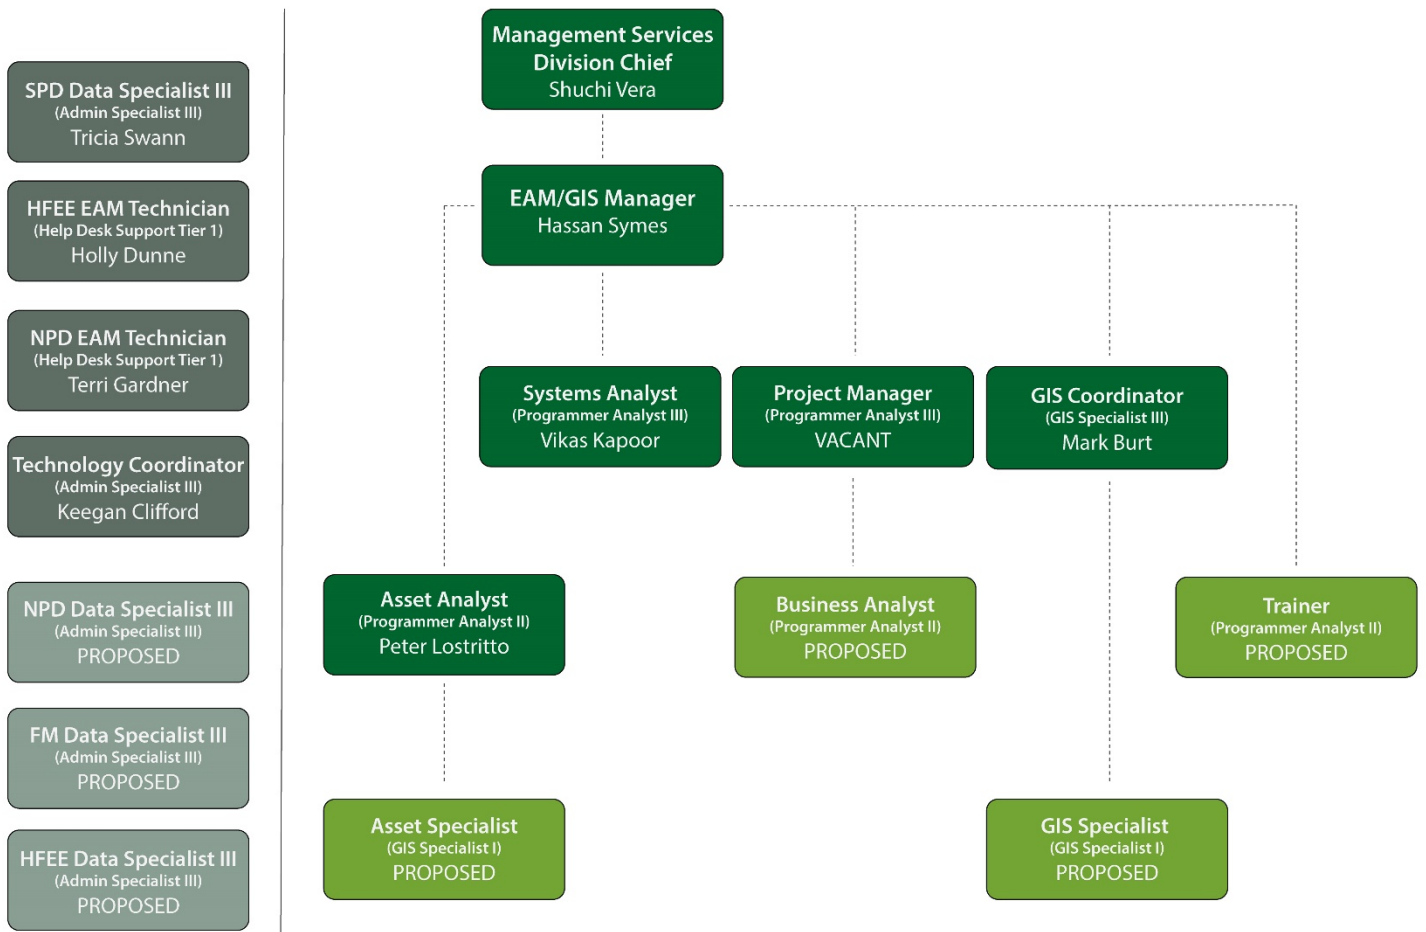 SPD Data Specialist III
(Admin Specialist III)
Tricia Swann
HFEE EAM Technician
(Help Desk Support Tier 1)
Holly Dunne
NPD EAM Technician
(Help Desk Support Tier 1)
Terri Gardner
Technology Coordinator
(Admin Specialist III)
Keegan Clifford
NPD Data Specialist III
(Admin Specialist III)
PROPOSED
FM Data Specialist III
(Admin Specialist III)
PROPOSED
HFEE Data Specialist III
(Admin Specialist III)
PROPOSED
Management Services
Division Chief
Shuchi Vera
EAM/GIS Manager
Hassan Symes
Systems Analyst
(Programmer Analyst III)
Vikas Kapoor
Project Manager
(Programmer Analyst III)
VACANT
GIS Coordinator
(GIS Specialist III)
Mark Burt
Asset Analyst
(Programmer Analyst II)
Peter Lostritto
Business Analyst
(Programmer Analyst II)
PROPOSED
Trainer
(Programmer Analyst II)
PROPOSED
Asset Specialist
(GIS Specialist I)
PROPOSED
GIS Specialist
(GIS Specialist I)
PROPOSED